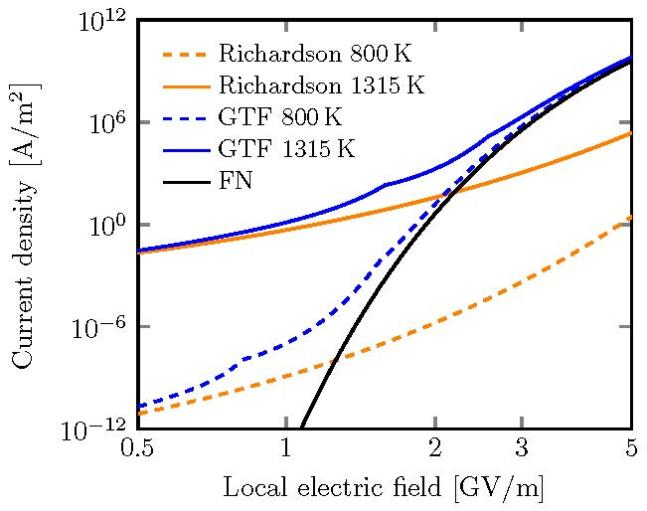 10^12
10^6
10^0
10^−6
10^−12
Current density [A/m²]
Richardson 800 K
Richardson 1315 K
GTF 800 K
GTF 1315 K
FN
0.5 1 2 3 5
Local electric field [GV/m]